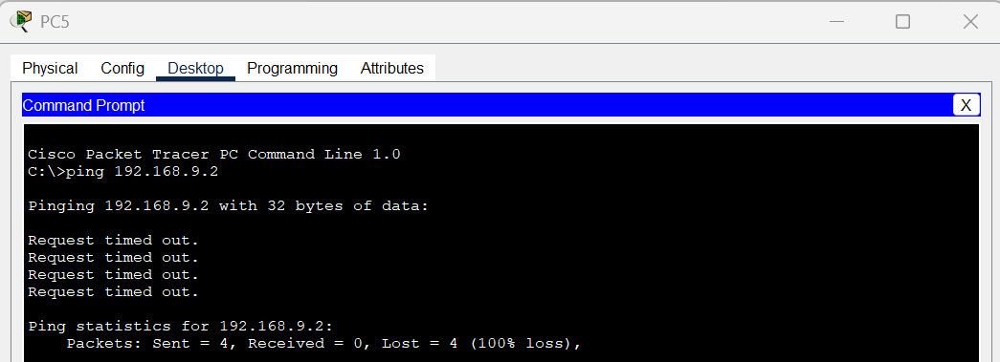 PC5
Physical Config Desktop Programming Attributes
Command Prompt
X
Cisco Packet Tracer PC Command Line 1.0
C:\>ping 192.168.9.2
Pinging 192.168.9.2 with 32 bytes of data:
Request timed out.
Request timed out.
Request timed out.
Request timed out.
Ping statistics for 192.168.9.2:
    Packets: Sent = 4, Received = 0, Lost = 4 (100% loss),